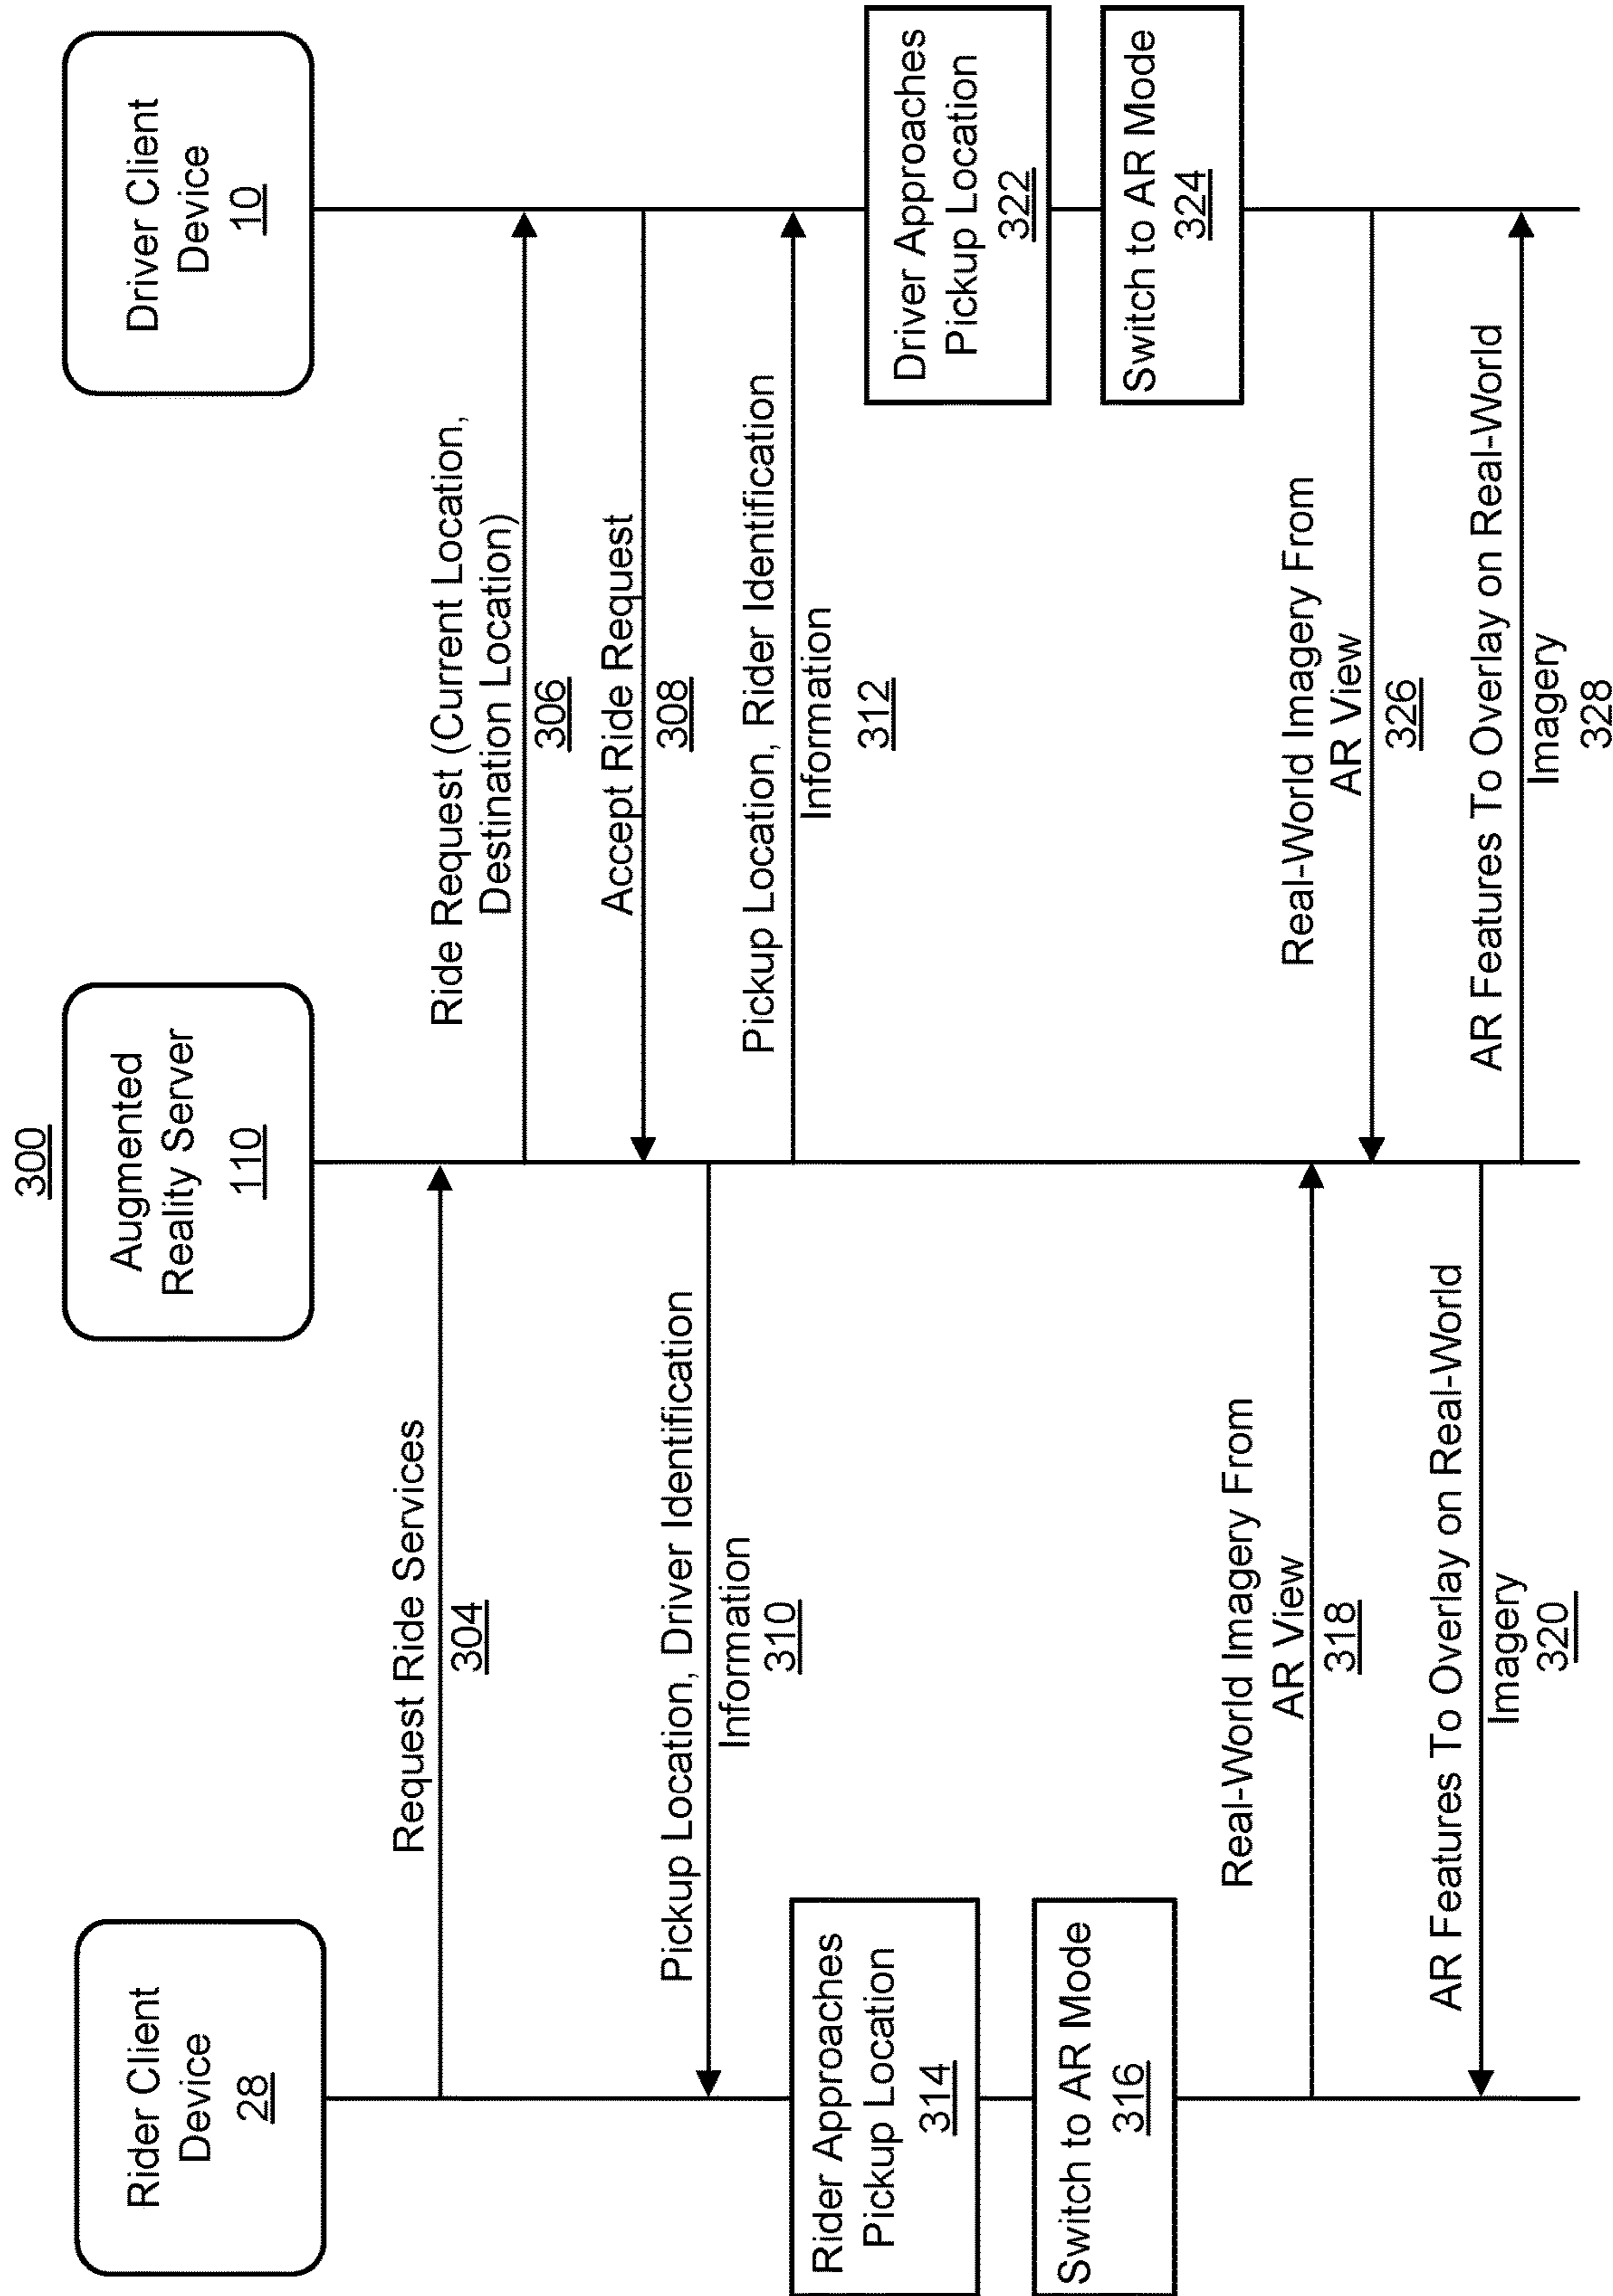 300
Rider Client
Device
28
Augmented
Reality Server
110
Driver Client
Device
10
Request Ride Services
304
Ride Request (Current Location,
Destination Location)
306
Accept Ride Request
308
Pickup Location, Driver Identification
Information
310
Pickup Location, Rider Identification
Information
312
Rider Approaches
Pickup Location
314
Switch to AR Mode
316
Driver Approaches
Pickup Location
322
Switch to AR Mode
324
Real-World Imagery From
AR View
318
Real-World Imagery From
AR View
326
AR Features To Overlay on Real-World
Imagery
320
AR Features To Overlay on Real-World
Imagery
328